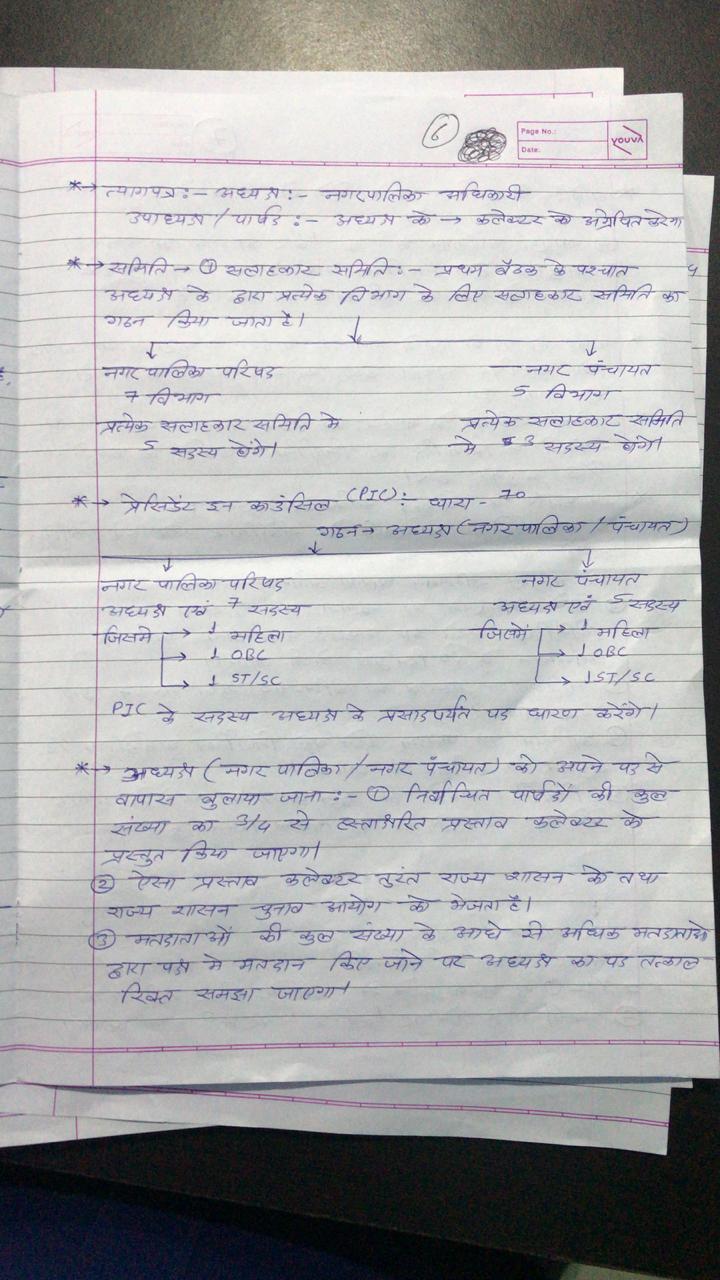 6
Page No.:
Date:
youva
*→ त्यागपत्र :- अध्यक्ष :- नगरपालिका अधिकारी
उपाध्यक्ष / पार्षद :- अध्यक्ष को → कलेक्टर को अग्रेषित करेगा
*→ समिति → ① सलाहकार समिति :- प्रथम बैठक के पश्चात
अध्यक्ष के द्वारा प्रत्येक विभाग के लिए सलाहकार समिति का
गठन किया जाता है।
नगरपालिका परिषद
नगर पंचायत
7 विभाग
5 विभाग
प्रत्येक सलाहकार समिति मे
प्रत्येक सलाहकार समिति
5 सदस्य होंगे।
मे 3 सदस्य होंगे।
*→ प्रेसिडेंट इन काउंसिल (PIC) :- धारा - 70
गठन → अध्यक्ष (नगरपालिका / पंचायत)
नगर पालिका परिषद
नगर पंचायत
अध्यक्ष एवं 7 सदस्य
अध्यक्ष एवं 5 सदस्य
जिसमे → 1 महिला
जिसमें → 1 महिला
→ 1 OBC
→ 1 OBC
→ 1 ST/SC
→ 1 ST/SC
PIC के सदस्य अध्यक्ष के प्रसादपर्यंत पद धारण करेंगे।
*→ अध्यक्ष (नगर पालिका / नगर पंचायत) को अपने पद से
वापास बुलाया जाना :- ① निर्वाचित पार्षदों की कुल
संख्या का 3/4 से हस्ताक्षरित प्रस्ताव कलेक्टर को
प्रस्तुत किया जाएगा।
② ऐसा प्रस्ताव कलेक्टर तुरंत राज्य शासन को तथा
राज्य शासन चुनाव आयोग को भेजता है।
③ मतदाताओं की कुल संख्या के आधे से अधिक मतदाताओ
द्वारा पक्ष मे मतदान किए जाने पर अध्यक्ष का पद तत्काल
रिक्त समझा जाएगा।